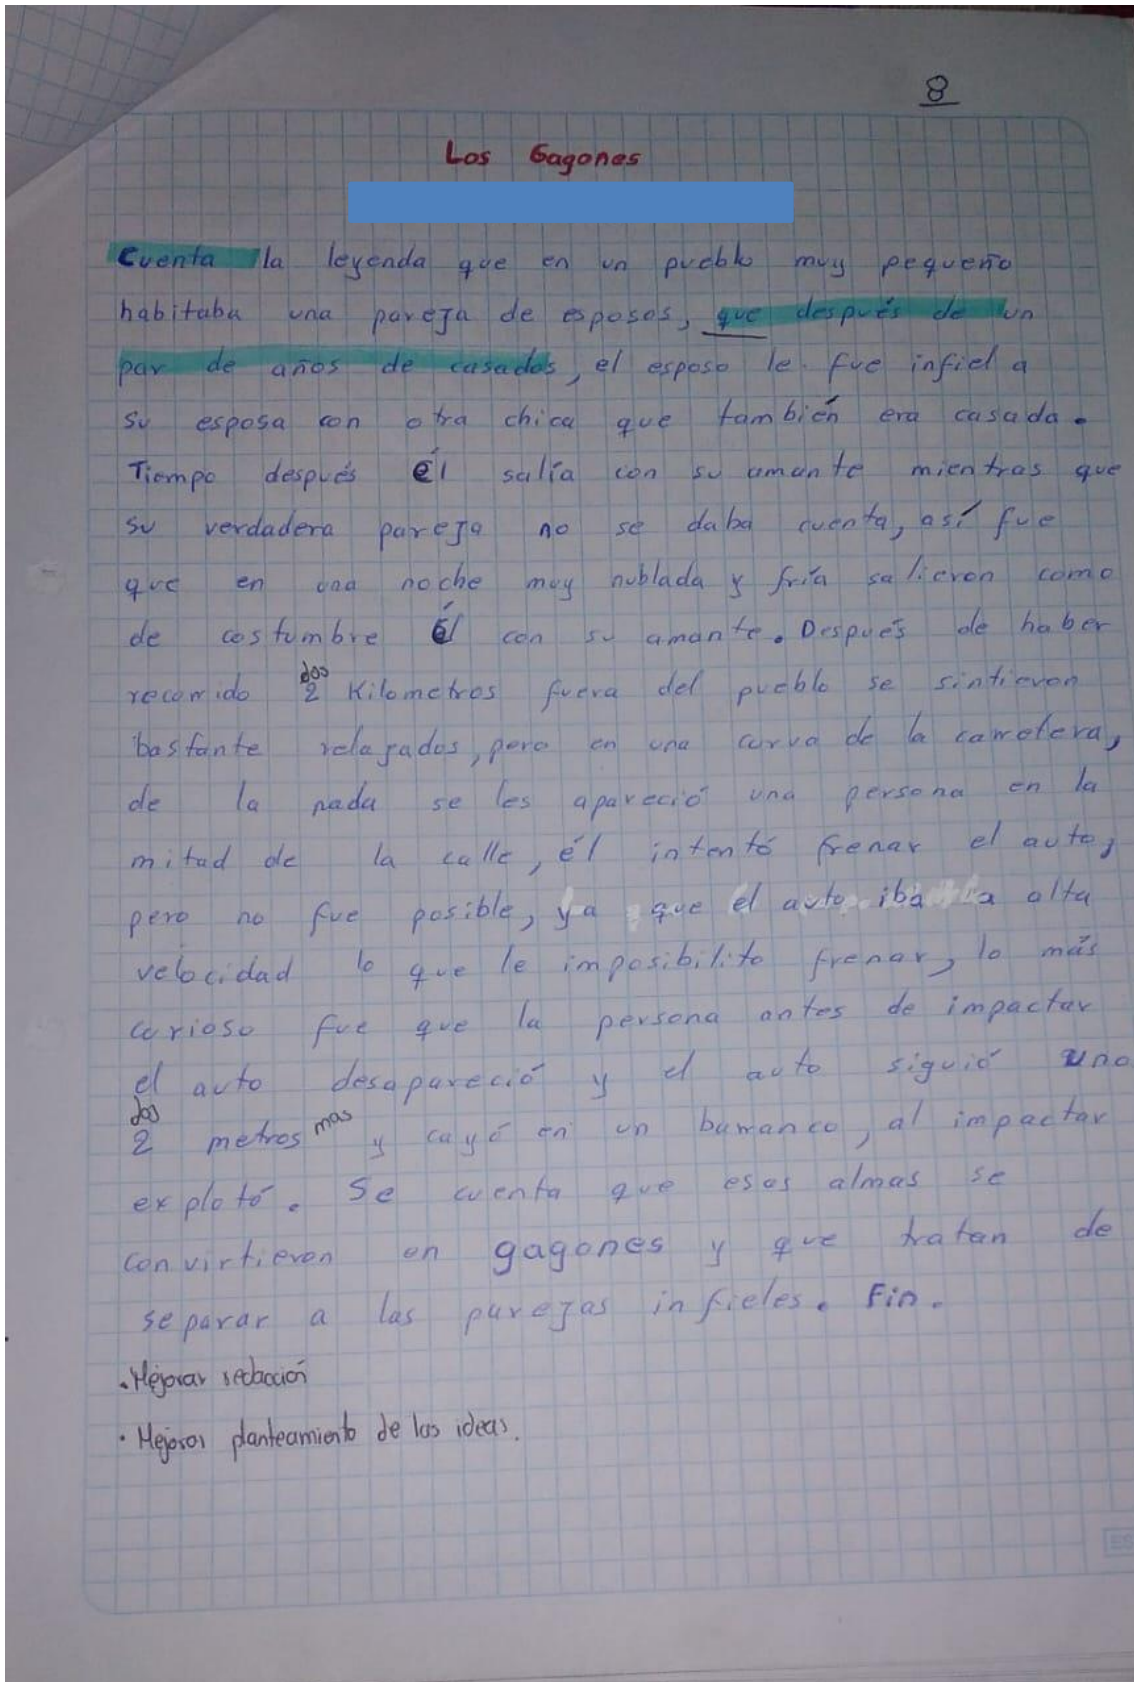 8
Los Gagones
Cuenta la leyenda que en un pueblo muy pequeño
habitaba una pareja de esposos, que después de un
par de años de casados, el esposo le fue infiel a
su esposa con otra chica que también era casada.
Tiempo después él salía con su amante mientras que
su verdadera pareja no se daba cuenta, así fue
que en una noche muy nublada y fría salieron como
de costumbre él con su amante. Después de haber
dos
recorrido 2 Kilometros fuera del pueblo se sintieron
bastante relajados, pero en una curva de la carretera,
de la nada se les apareció una persona en la
mitad de la calle, él intentó frenar el auto,
pero no fue posible, ya que el auto iba a alta
velocidad lo que le imposibilito frenar, lo más
curioso fue que la persona antes de impactar
el auto desapareció y el auto siguió uno
dos
2 metros mas y cayó en un barranco, al impactar
explotó. Se cuenta que esas almas se
convirtieron en gagones y que tratan de
separar a las parejas infieles. Fin.
. Mejorar redacción
. Mejorar planteamiento de las ideas.